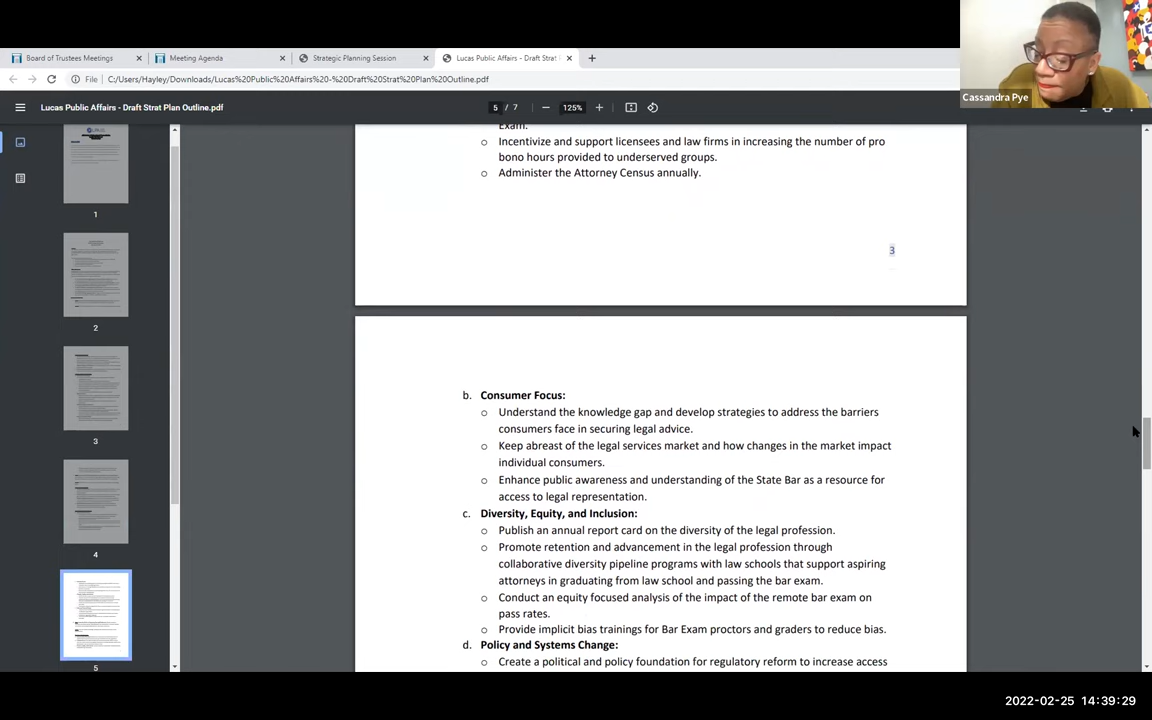 Board of Trustees Meetings
Meeting Agenda
Strategic Planning Session
Lucas Public Affairs - Draft Strat
File
C:/Users/Hayley/Downloads/Lucas%20Public%20Affairs%20-%20Draft%20Strat%20Plan%20Outline.pdf
Cassandra Pye
Lucas Public Affairs - Draft Strat Plan Outline.pdf
5 / 7
125%
1
2
3
4
5
Exam.
o Incentivize and support licensees and law firms in increasing the number of pro
bono hours provided to underserved groups.
o Administer the Attorney Census annually.
3
b. Consumer Focus:
o Understand the knowledge gap and develop strategies to address the barriers
consumers face in securing legal advice.
o Keep abreast of the legal services market and how changes in the market impact
individual consumers.
o Enhance public awareness and understanding of the State Bar as a resource for
access to legal representation.
c. Diversity, Equity, and Inclusion:
o Publish an annual report card on the diversity of the legal profession.
o Promote retention and advancement in the legal profession through
collaborative diversity pipeline programs with law schools that support aspiring
attorneys in graduating from law school and passing the bar exam.
o Conduct an equity focused analysis of the impact of the remote bar exam on
pass rates.
o Provide implicit bias trainings for Bar Exam proctors and graders to reduce bias.
d. Policy and Systems Change:
o Create a political and policy foundation for regulatory reform to increase access
2022-02-25 14:39:29